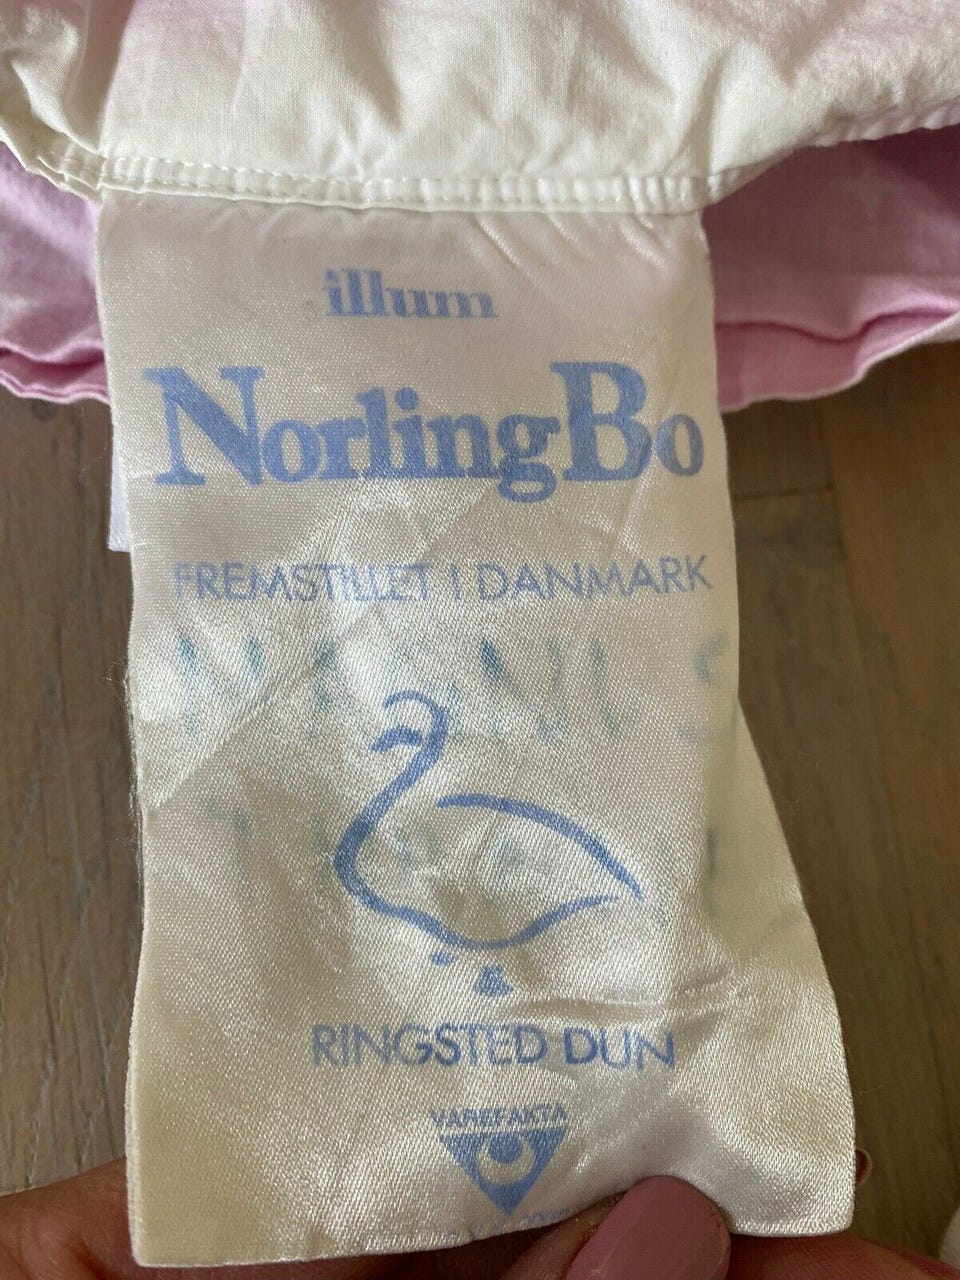 illum
NorlingBo
FREMSTILLET I DANMARK
RINGSTED DUN
VAREFAKTA